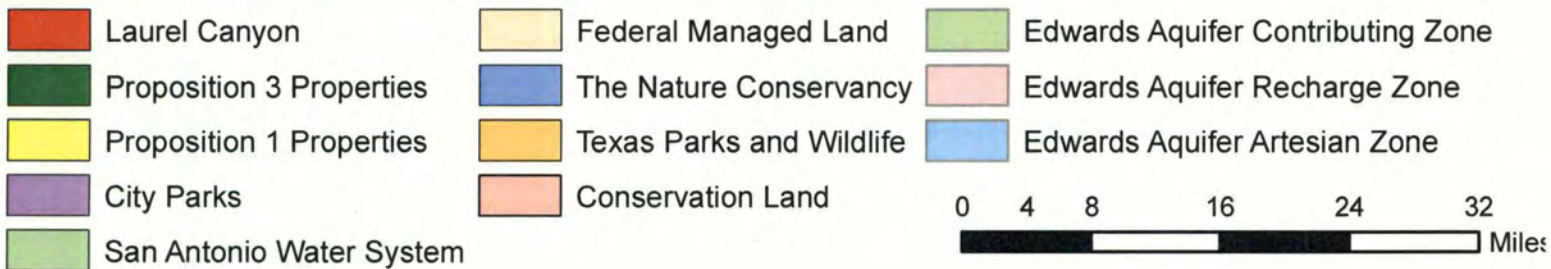 Laurel Canyon
Proposition 3 Properties
Proposition 1 Properties
City Parks
San Antonio Water System
Federal Managed Land
The Nature Conservancy
Texas Parks and Wildlife
Conservation Land
Edwards Aquifer Contributing Zone
Edwards Aquifer Recharge Zone
Edwards Aquifer Artesian Zone
0 4 8 16 24 32
Miles